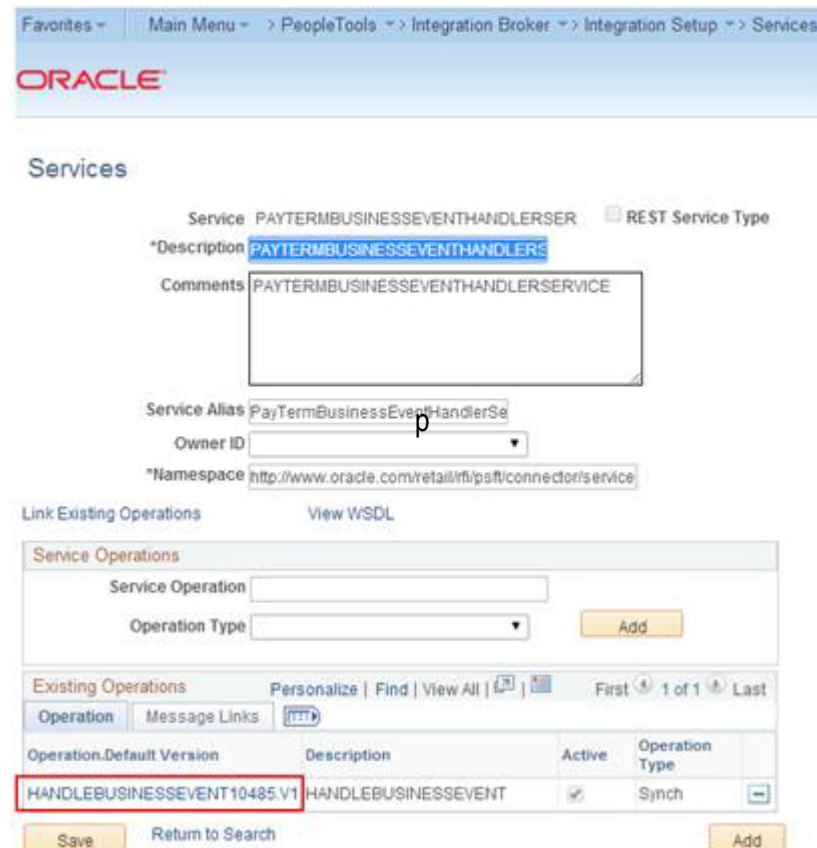 Favorites Main Menu > PeopleTools > Integration Broker > Integration Setup > Services
ORACLE
Services
Service PAYTERMBUSINESSEVENTHANDLERSER REST Service Type
*Description PAYTERMBUSINESSEVENTHANDLERS
Comments PAYTERMBUSINESSEVENTHANDLERSERVICE
Service Alias PayTermBusinessEventHandlerSe
p
Owner ID
*Namespace http://www.oracle.com/retail/rfi/psft/connector/service
Link Existing Operations View WSDL
Service Operations
Service Operation
Operation Type Add
Existing Operations Personalize | Find | View All | | First 1 of 1 Last
Operation Message Links
Operation.Default Version Description Active Operation Type
HANDLEBUSINESSEVENT10485.V1 HANDLEBUSINESSEVENT Synch
Save Return to Search Add